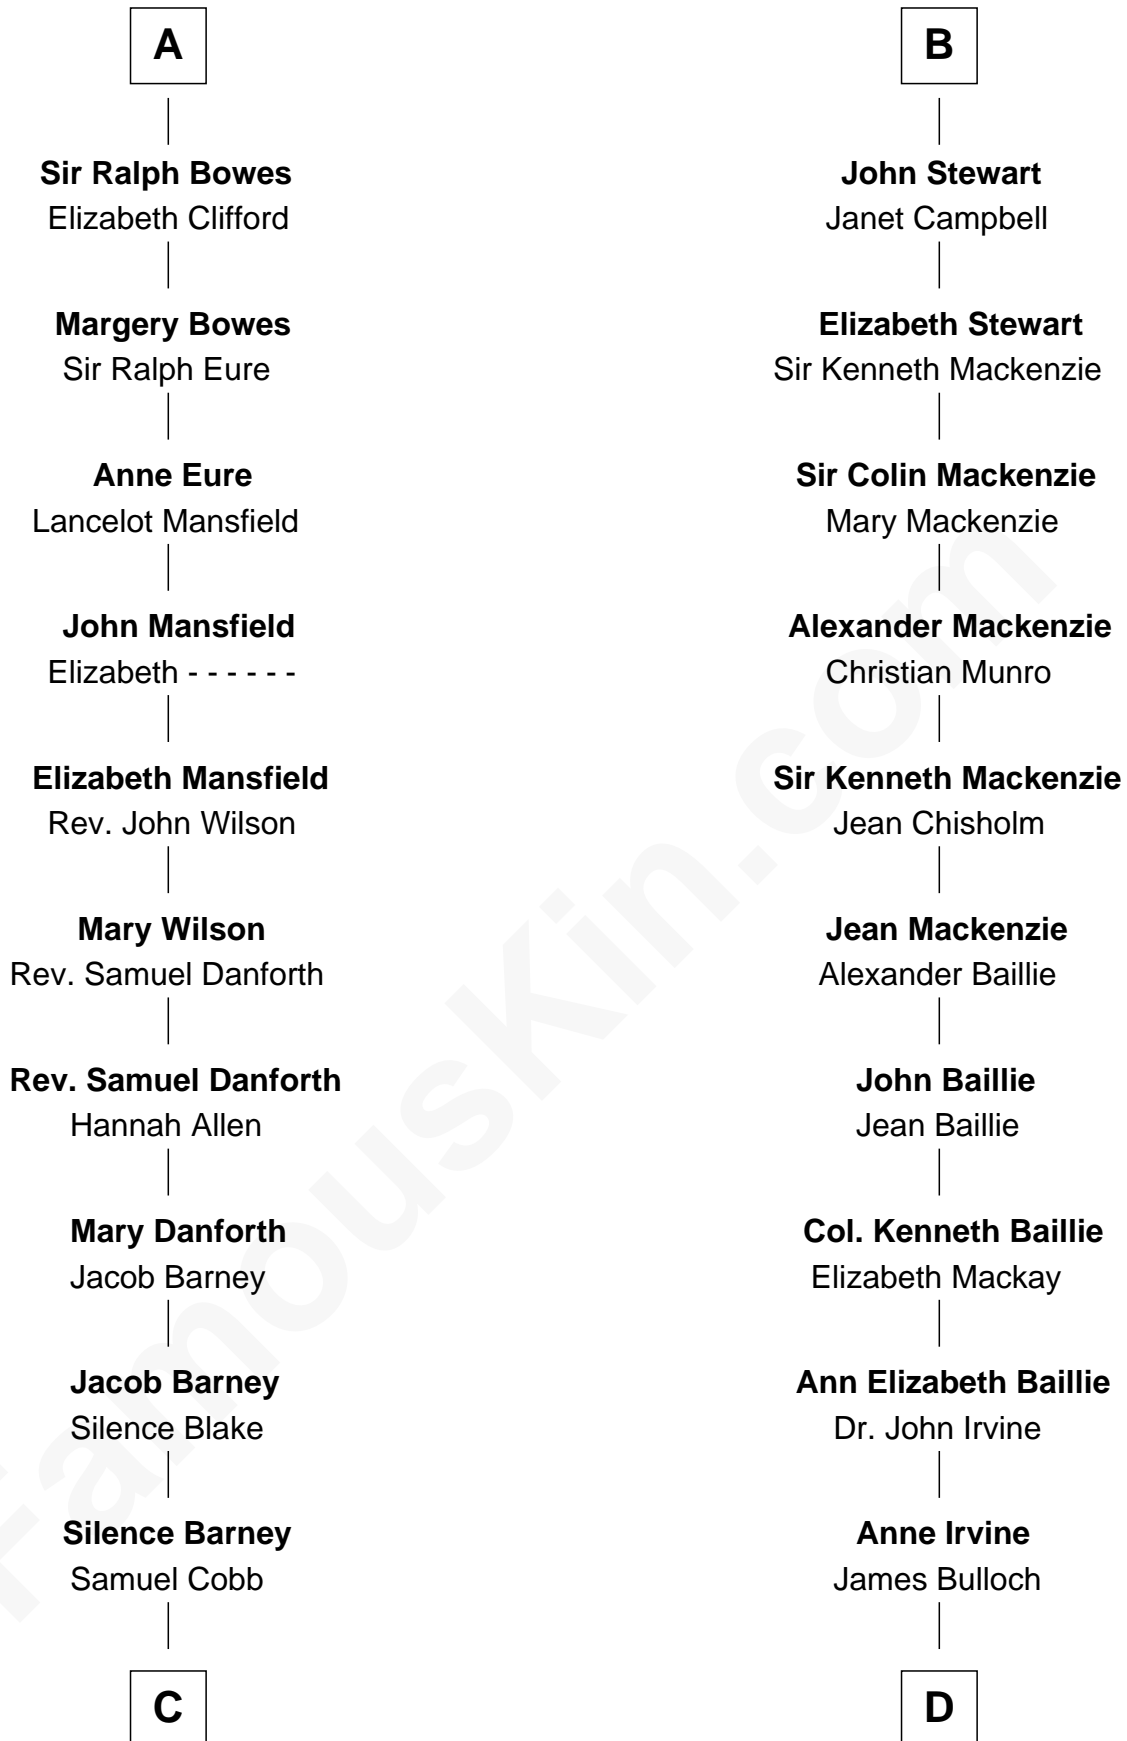 A
Sir Ralph Bowes
Elizabeth Clifford
Margery Bowes
Sir Ralph Eure
Anne Eure
Lancelot Mansfield
John Mansfield
Elizabeth - - - - - -
Elizabeth Mansfield
Rev. John Wilson
Mary Wilson
Rev. Samuel Danforth
Rev. Samuel Danforth
Hannah Allen
Mary Danforth
Jacob Barney
Jacob Barney
Silence Blake
Silence Barney
Samuel Cobb
C
B
John Stewart
Janet Campbell
Elizabeth Stewart
Sir Kenneth Mackenzie
Sir Colin Mackenzie
Mary Mackenzie
Alexander Mackenzie
Christian Munro
Sir Kenneth Mackenzie
Jean Chisholm
Jean Mackenzie
Alexander Baillie
John Baillie
Jean Baillie
Col. Kenneth Baillie
Elizabeth Mackay
Ann Elizabeth Baillie
Dr. John Irvine
Anne Irvine
James Bulloch
D
FamousKin.com